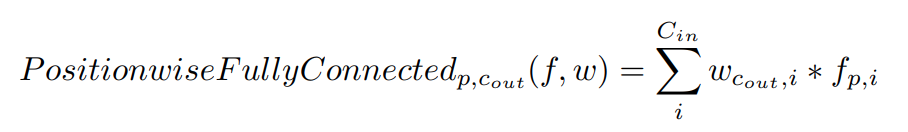 PositionwiseFullyConnected_{p,c_{out}}(f, w) = \sum_{i}^{C_{in}} w_{c_{out},i} * f_{p,i}